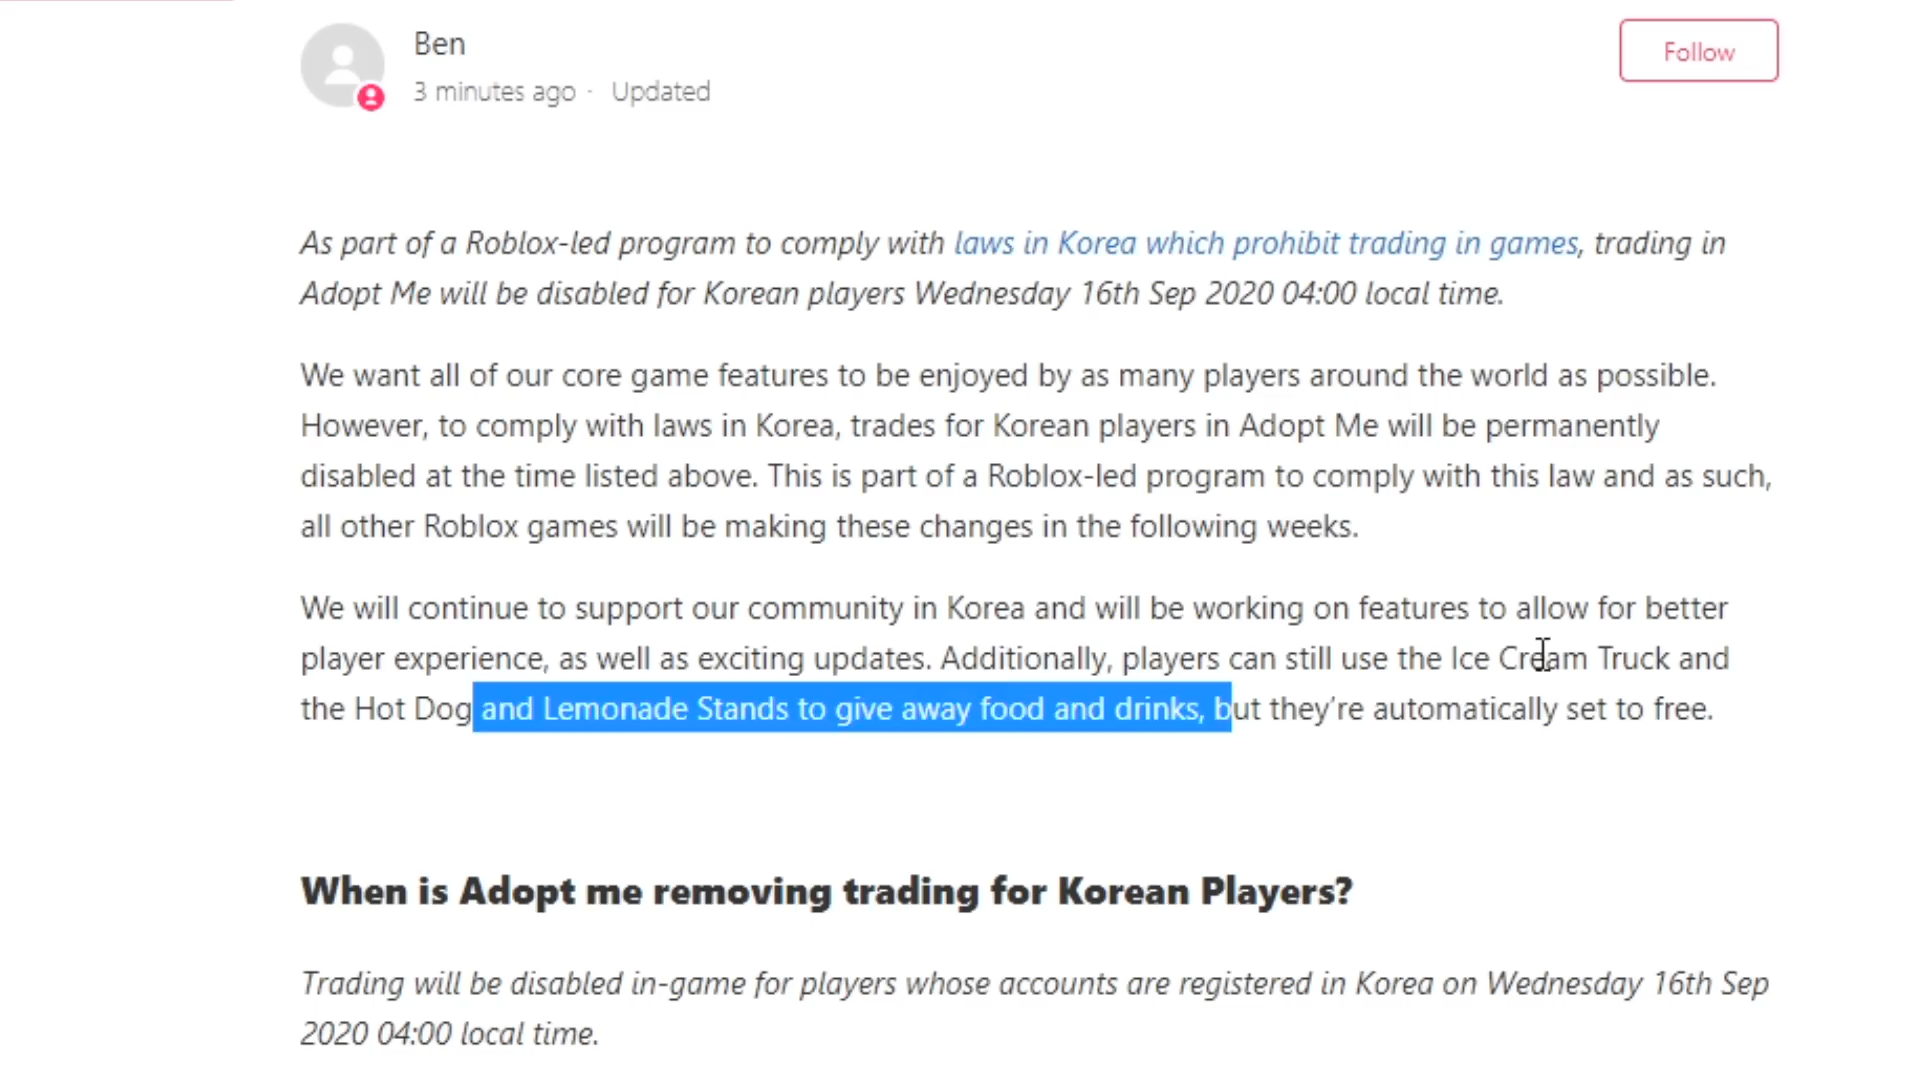 Ben
Follow
3 minutes ago · Updated
As part of a Roblox-led program to comply with laws in Korea which prohibit trading in games, trading in
Adopt Me will be disabled for Korean players Wednesday 16th Sep 2020 04:00 local time.
We want all of our core game features to be enjoyed by as many players around the world as possible.
However, to comply with laws in Korea, trades for Korean players in Adopt Me will be permanently
disabled at the time listed above. This is part of a Roblox-led program to comply with this law and as such,
all other Roblox games will be making these changes in the following weeks.
We will continue to support our community in Korea and will be working on features to allow for better
player experience, as well as exciting updates. Additionally, players can still use the Ice Cream Truck and
the Hot Dog and Lemonade Stands to give away food and drinks, but they’re automatically set to free.
When is Adopt me removing trading for Korean Players?
Trading will be disabled in-game for players whose accounts are registered in Korea on Wednesday 16th Sep
2020 04:00 local time.